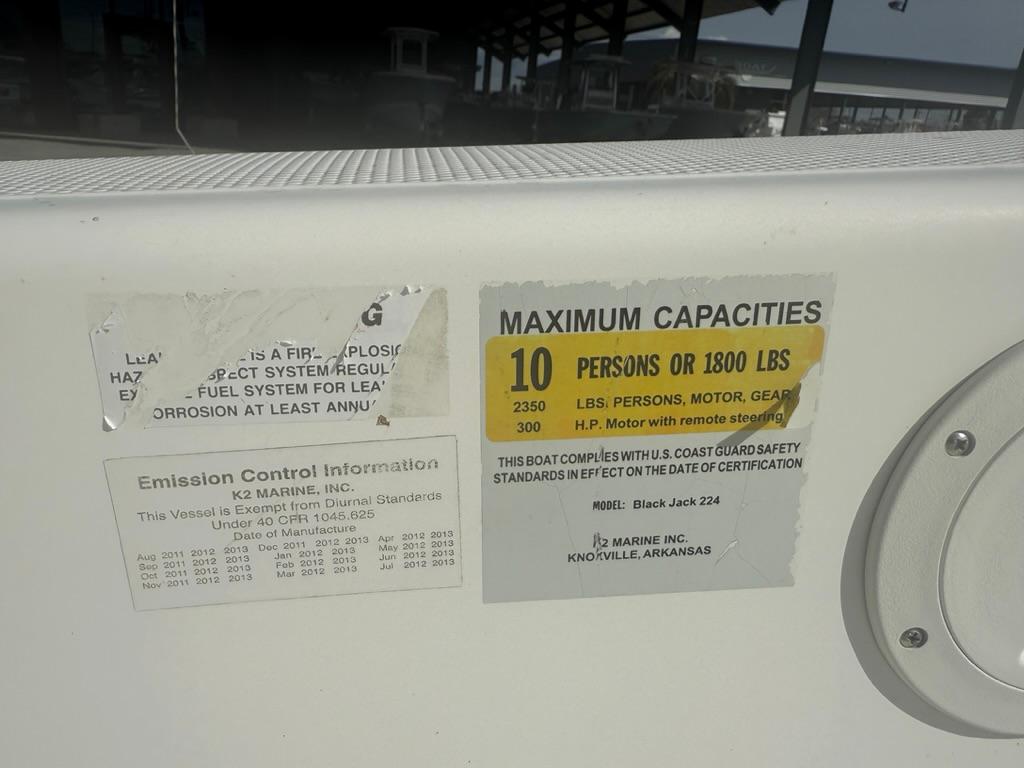 G
IS A FIRE
HAZ SPECT SYSTEM REGUL
FUEL SYSTEM FOR LEA
ORROSION AT LEAST ANNU
Emission Control Information
K2 MARINE, INC.
This Vessel is Exempt from Diurnal Standards
Under 40 CFR 1045.625
Date of Manufacture
Aug 2011 2012 2013 Dec 2011 2012 2013 Apr 2012 2013
Sep 2011 2012 2013 Jan 2012 2013 May 2012 2013
Oct 2011 2012 2013 Feb 2012 2013 Jun 2012 2013
Nov 2011 2012 2013 Mar 2012 2013 Jul 2012 2013
MAXIMUM CAPACITIES
10 PERSONS OR 1800 LBS
2350 LBS. PERSONS, MOTOR, GEAR
300 H.P. Motor with remote steering
THIS BOAT COMPLIES WITH U.S. COAST GUARD SAFETY
STANDARDS IN EFFECT ON THE DATE OF CERTIFICATION
MODEL: Black Jack 224
K2 MARINE INC.
KNOXVILLE, ARKANSAS